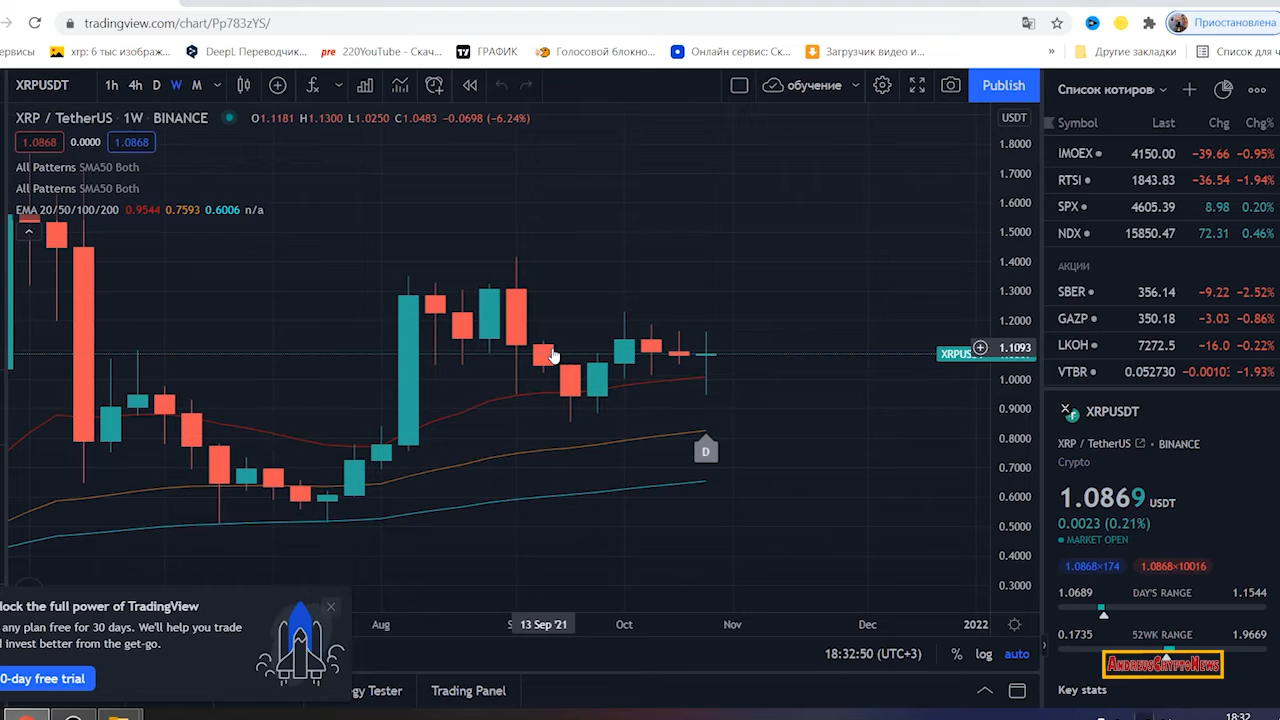 tradingview.com/chart/Pp783zYS/
Приостановлена
ервисы
xrp: 6 тыс изображ...
DeepL Переводчик...
pre 220YouTube - Скач...
ГРАФИК
Голосовой блокно...
Онлайн сервис: Ск...
Загрузчик видео и...
»
Другие закладки
Список для ч
XRPUSDT
1h 4h D W M
обучение
Publish
Список котиров
XRP / TetherUS · 1W · BINANCE
O1.1181 H1.1300 L1.0250 C1.0483 −0.0698 (−6.24%)
USDT
Symbol Last Chg Chg%
1.0868 0.0000 1.0868
All Patterns SMA50 Both
All Patterns SMA50 Both
EMA 20/50/100/200 0.9544 0.7593 0.6006 n/a
1.8000
1.7000
1.6000
1.5000
1.4000
1.3000
1.2000
XRPUS
1.1093
1.0000
0.9000
0.8000
0.7000
0.6000
0.5000
0.4000
0.3000
D
IMOEX 4150.00 −39.66 −0.95%
RTSI 1843.83 −36.54 −1.94%
SPX 4605.39 8.98 0.20%
NDX 15850.47 72.31 0.46%
АКЦИИ
SBER 356.14 −9.22 −2.52%
GAZP 350.18 −3.03 −0.86%
LKOH 7272.5 −16.0 −0.22%
VTBR 0.052730 −0.00103 −1.93%
XRPUSDT
XRP / TetherUS · BINANCE
Crypto
1.0869 USDT
0.0023 (0.21%)
MARKET OPEN
1.0868×174 1.0868×10016
1.0689 DAY'S RANGE 1.1544
0.1735 52WK RANGE 1.9669
AndreusCryptoNews
Key stats
lock the full power of TradingView
any plan free for 30 days. We'll help you trade
l invest better from the get-go.
0-day free trial
Aug S 13 Sep '21 Oct Nov Dec 2022
18:32:50 (UTC+3) % log auto
gy Tester Trading Panel
18:32